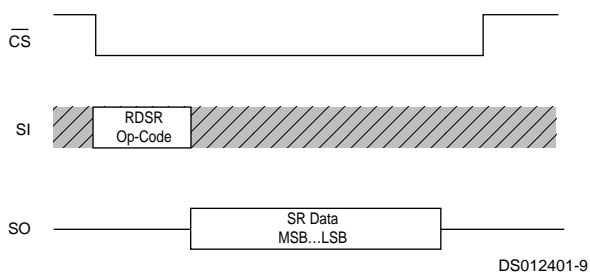 CS
SI
RDSR
Op-Code
SO
SR Data
MSB...LSB
DS012401-9